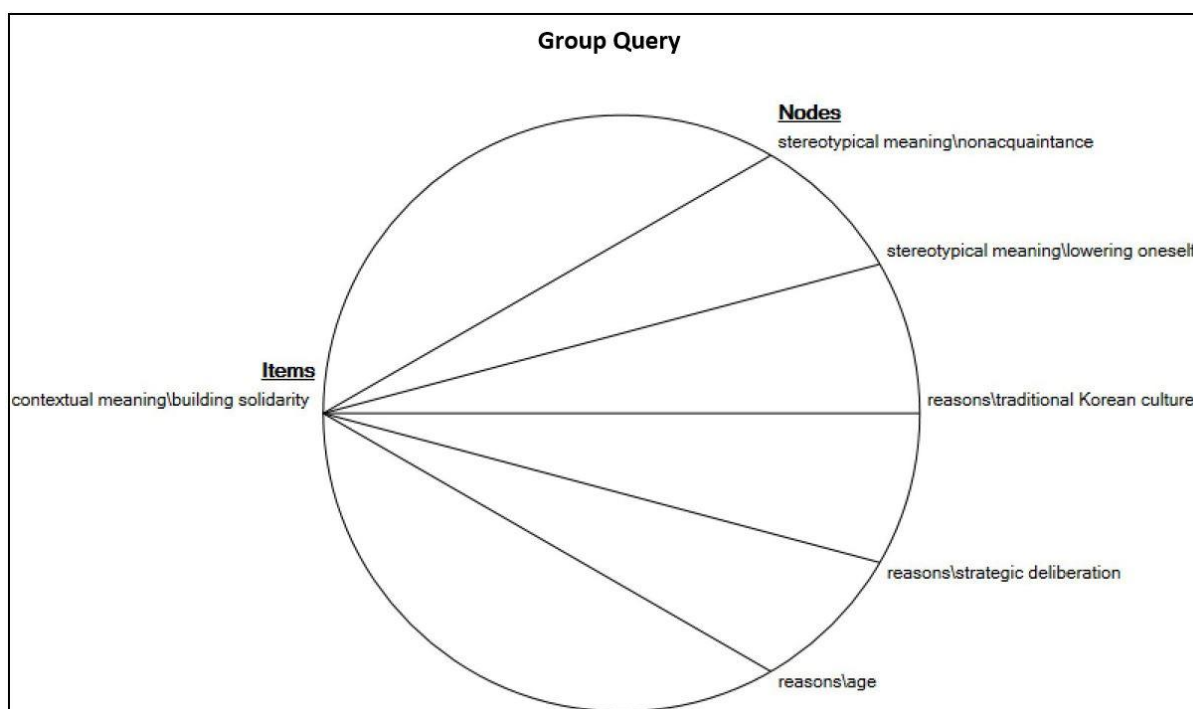 Group Query
Nodes
stereotypical meaning\nonacquaintance
stereotypical meaning\lowering oneself
Items
contextual meaning\building solidarity
reasons\traditional Korean culture
reasons\strategic deliberation
reasons\age